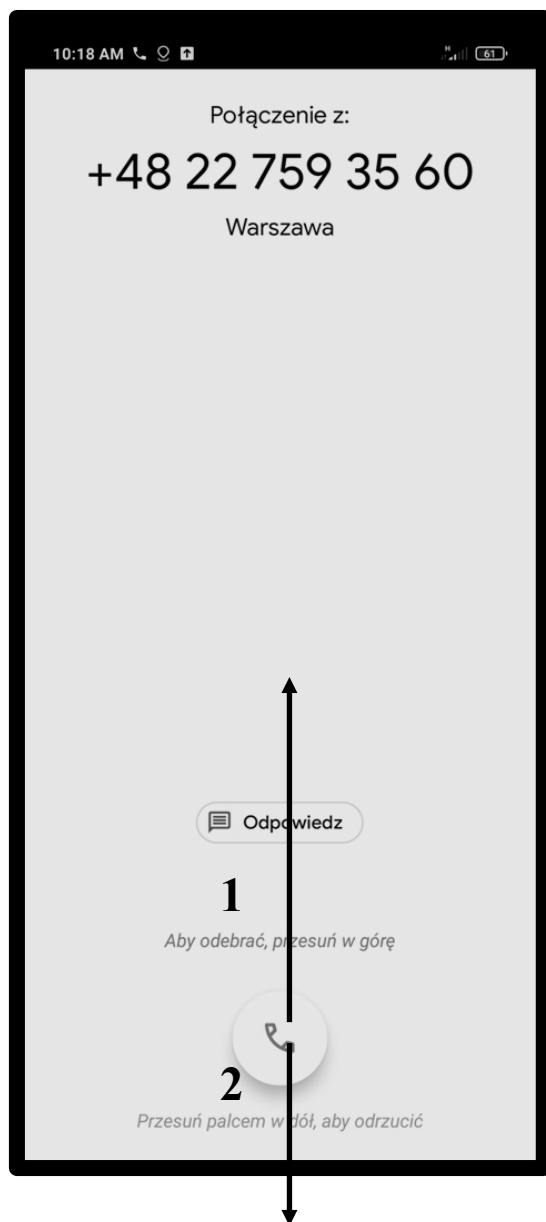 10:18 AM
H
61
Połączenie z:
+48 22 759 35 60
Warszawa
Odpowiedz
1
Aby odebrać, przesuń w górę
2
Przesuń palcem w dół, aby odrzucić